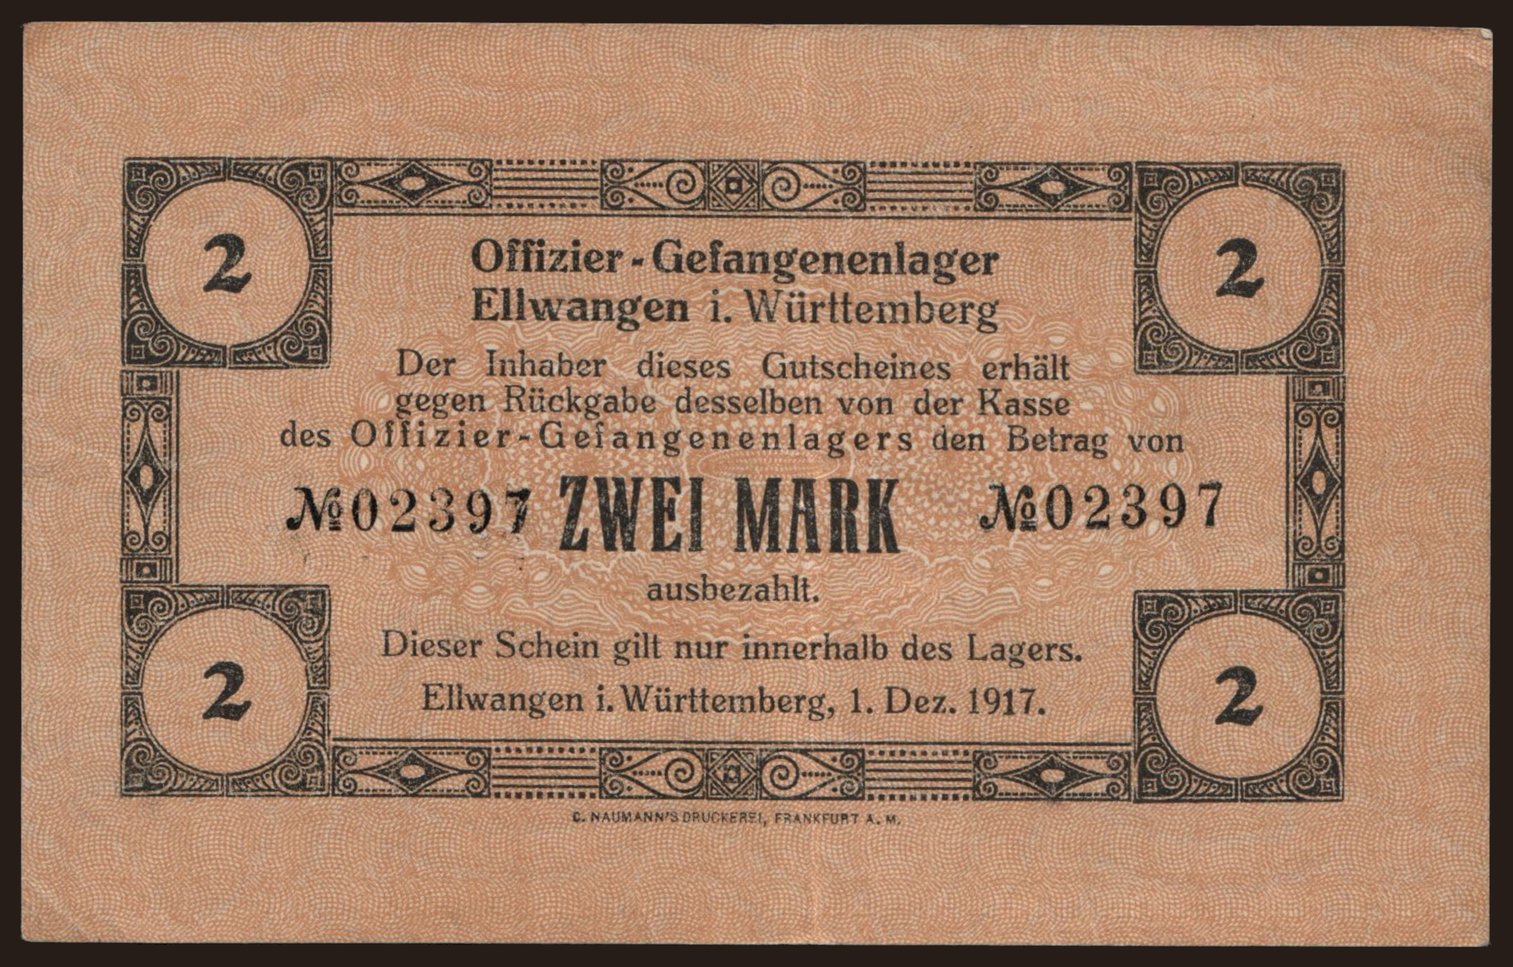 2 2
Offizier-Gefangenenlager
Ellwangen i. Württemberg
Der Inhaber dieses Gutscheines erhält
gegen Rückgabe desselben von der Kasse
des Offizier-Gefangenenlagers den Betrag von
№02397 ZWEI MARK №02397
ausbezahlt.
Dieser Schein gilt nur innerhalb des Lagers.
Ellwangen i. Württemberg, 1. Dez. 1917.
2 2
C. NAUMANN'S DRUCKEREI, FRANKFURT A. M.